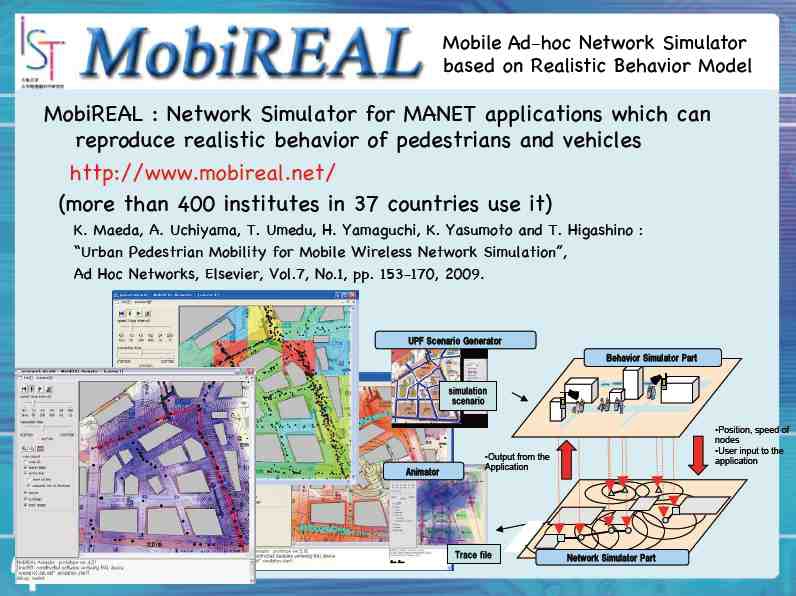 IST
MobiREAL
Mobile Ad-hoc Network Simulator
based on Realistic Behavior Model
MobiREAL : Network Simulator for MANET applications which can
reproduce realistic behavior of pedestrians and vehicles
http://www.mobireal.net/
(more than 400 institutes in 37 countries use it)
K. Maeda, A. Uchiyama, T. Umedu, H. Yamaguchi, K. Yasumoto and T. Higashino :
“Urban Pedestrian Mobility for Mobile Wireless Network Simulation”,
Ad Hoc Networks, Elsevier, Vol.7, No.1, pp. 153-170, 2009.
UPF Scenario Generator
Behavior Simulator Part
simulation
scenario
•Position, speed of
nodes
•User input to the
application
•Output from the
Application
Animator
Trace file
Network Simulator Part